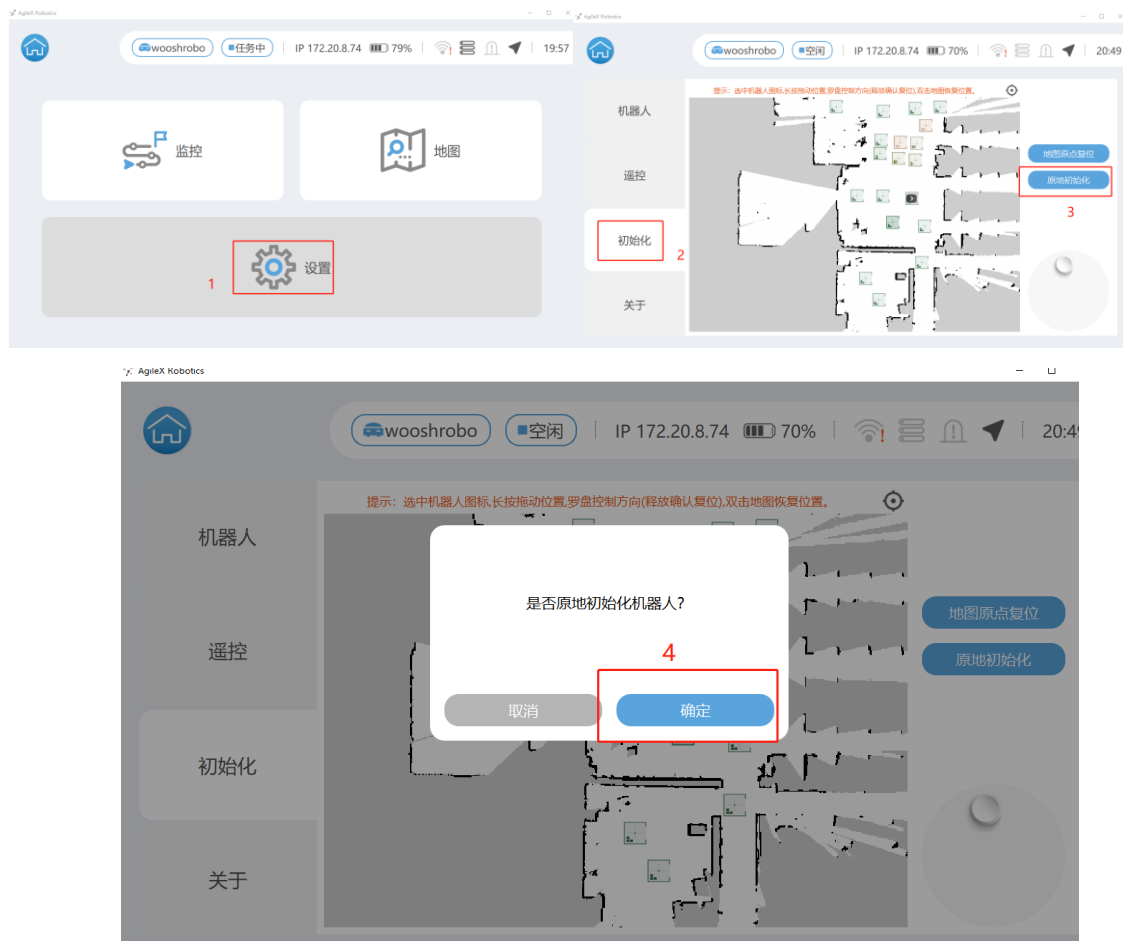 AgileX Robotics
wooshrobo 任务中 IP 172.20.8.74 79% 19:57
监控
地图
1 设置
AgileX Robotics
wooshrobo 空闲 IP 172.20.8.74 70% 20:49
提示：选中机器人图标,长按拖动位置,罗盘控制方向(释放确认复位),双击地图恢复位置。
机器人
地图原点复位
遥控
原地初始化
3
初始化
2
关于
AgileX Robotics
wooshrobo 空闲 IP 172.20.8.74 70% 20:49
提示：选中机器人图标,长按拖动位置,罗盘控制方向(释放确认复位),双击地图恢复位置。
机器人
是否原地初始化机器人?
地图原点复位
遥控
4
原地初始化
取消
确定
初始化
关于